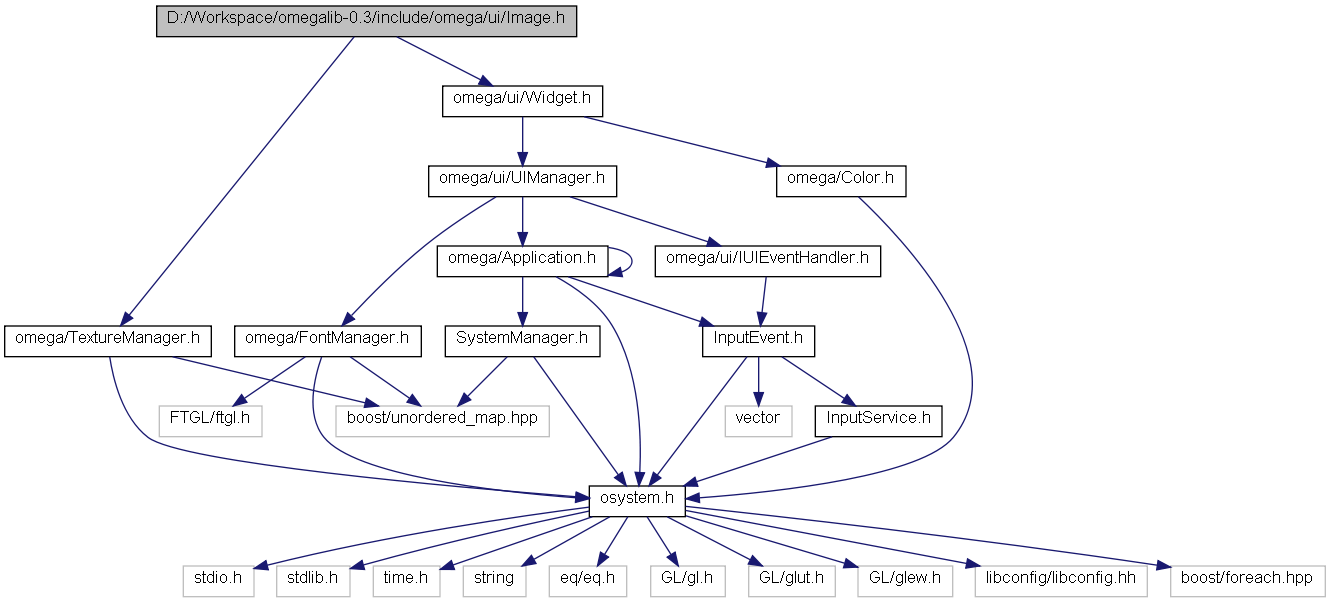 D:/Workspace/omegalib-0.3/include/omega/ui/Image.h
omega/ui/Widget.h
omega/ui/UIManager.h
omega/Color.h
omega/Application.h
omega/ui/IUIEventHandler.h
omega/TextureManager.h
omega/FontManager.h
SystemManager.h
InputEvent.h
FTGL/ftgl.h
boost/unordered_map.hpp
vector
InputService.h
osystem.h
stdio.h
stdlib.h
time.h
string
eq/eq.h
GL/gl.h
GL/glut.h
GL/glew.h
libconfig/libconfig.hh
boost/foreach.hpp